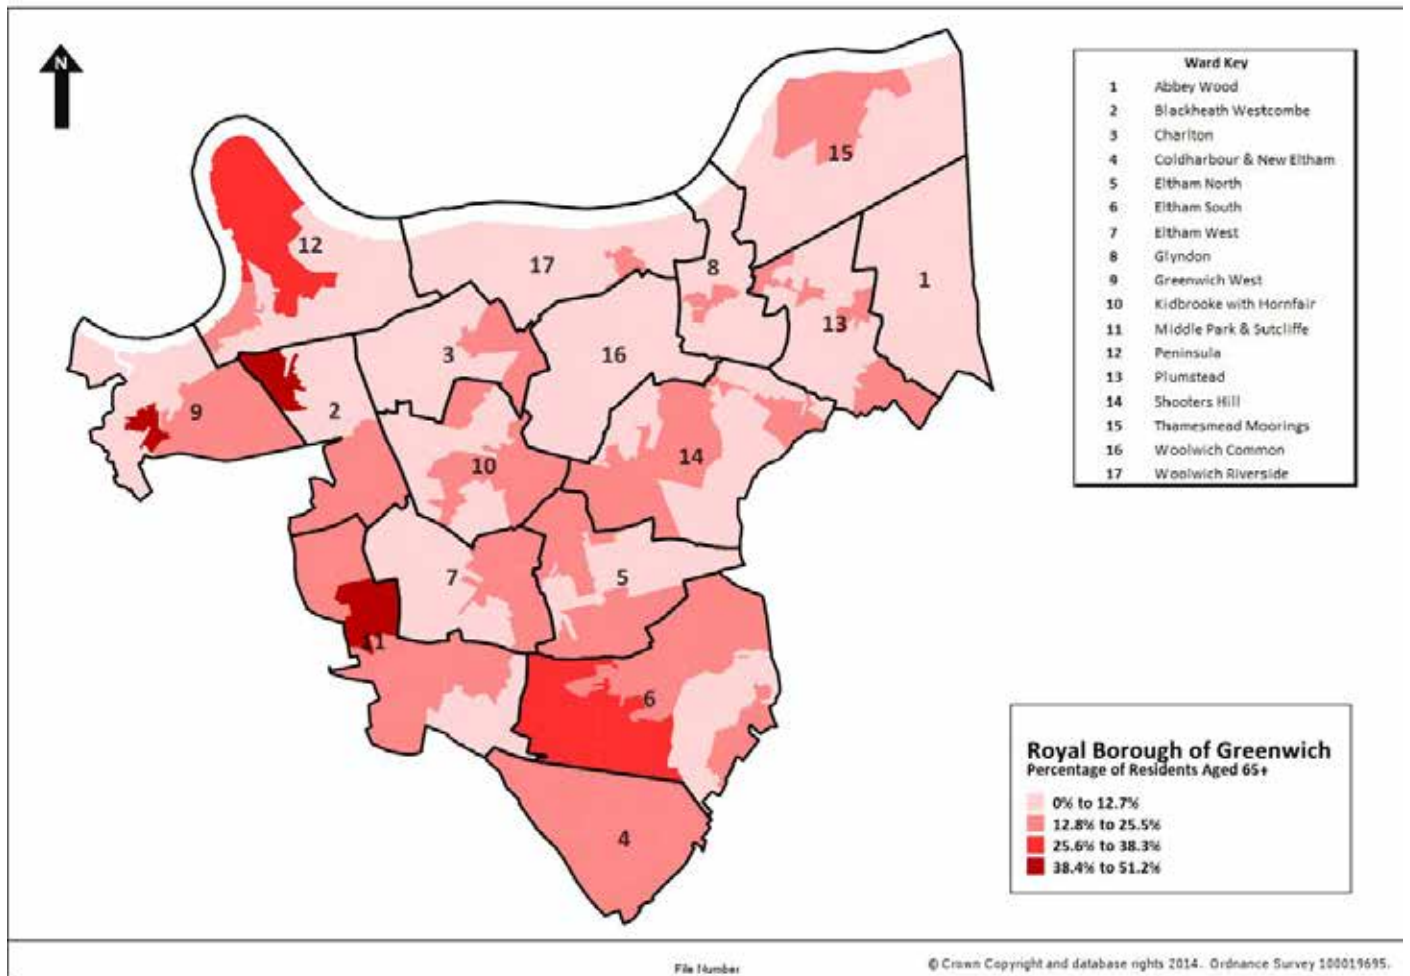 N
Ward Key
1 Abbey Wood
2 Blackheath Westcombe
3 Charlton
4 Coldharbour & New Eltham
5 Eltham North
6 Eltham South
7 Eltham West
8 Glyndon
9 Greenwich West
10 Kidbrooke with Hornfair
11 Middle Park & Sutcliffe
12 Peninsula
13 Plumstead
14 Shooters Hill
15 Thamesmead Moorings
16 Woolwich Common
17 Woolwich Riverside
15
12
17
8
1
13
3
16
2
9
14
10
7
5
11
6
4
Royal Borough of Greenwich
Percentage of Residents Aged 65+
0% to 12.7%
12.8% to 25.5%
25.6% to 38.3%
38.4% to 51.2%
File Number
© Crown Copyright and database rights 2014. Ordnance Survey 100019695.